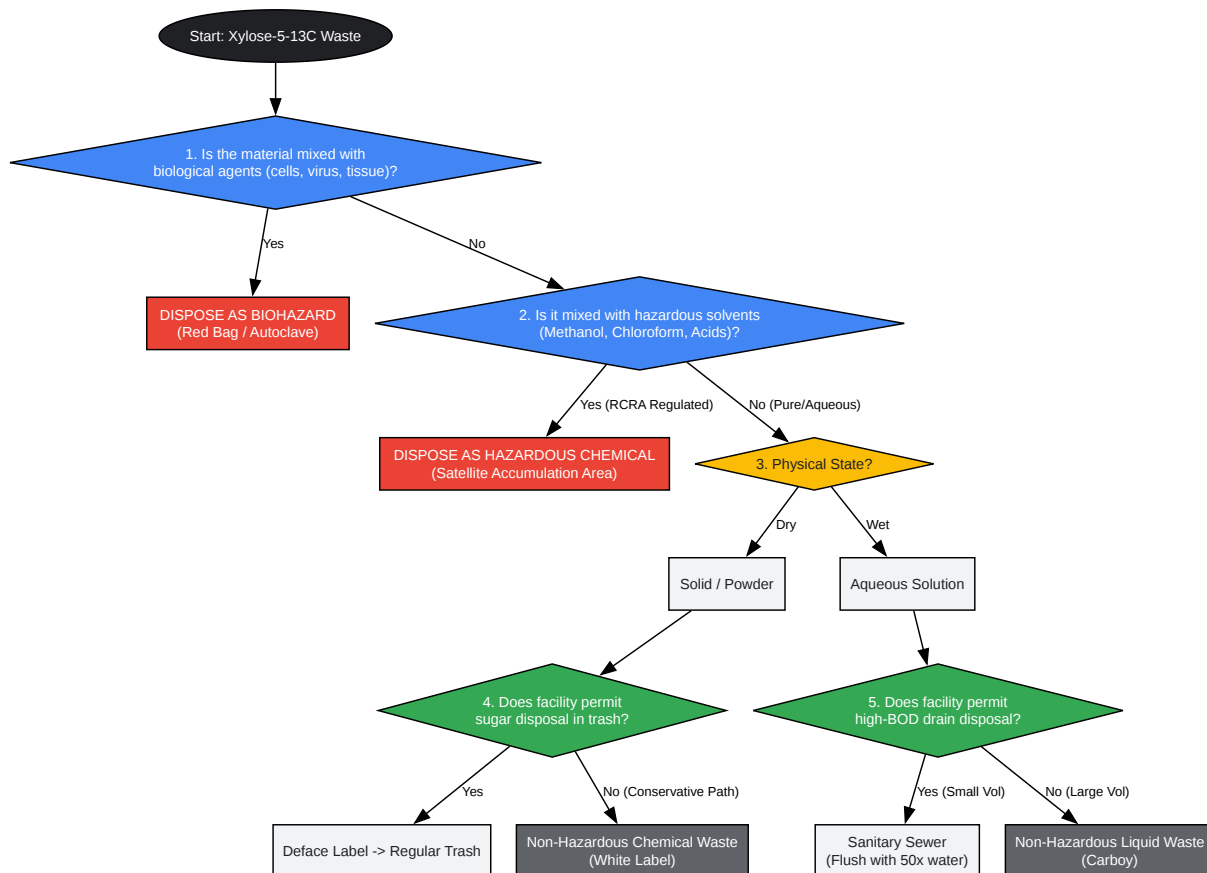 Start: Xylose-5-13C Waste
1. Is the material mixed with
biological agents (cells, virus, tissue)?
Yes
No
DISPOSE AS BIOHAZARD
(Red Bag / Autoclave)
2. Is it mixed with hazardous solvents
(Methanol, Chloroform, Acids)?
Yes (RCRA Regulated)
No (Pure/Aqueous)
DISPOSE AS HAZARDOUS CHEMICAL
(Satellite Accumulation Area)
3. Physical State?
Dry
Wet
Solid / Powder
Aqueous Solution
4. Does facility permit
sugar disposal in trash?
5. Does facility permit
high-BOD drain disposal?
Yes
No (Conservative Path)
Yes (Small Vol)
No (Large Vol)
Deface Label -> Regular Trash
Non-Hazardous Chemical Waste
(White Label)
Sanitary Sewer
(Flush with 50x water)
Non-Hazardous Liquid Waste
(Carboy)